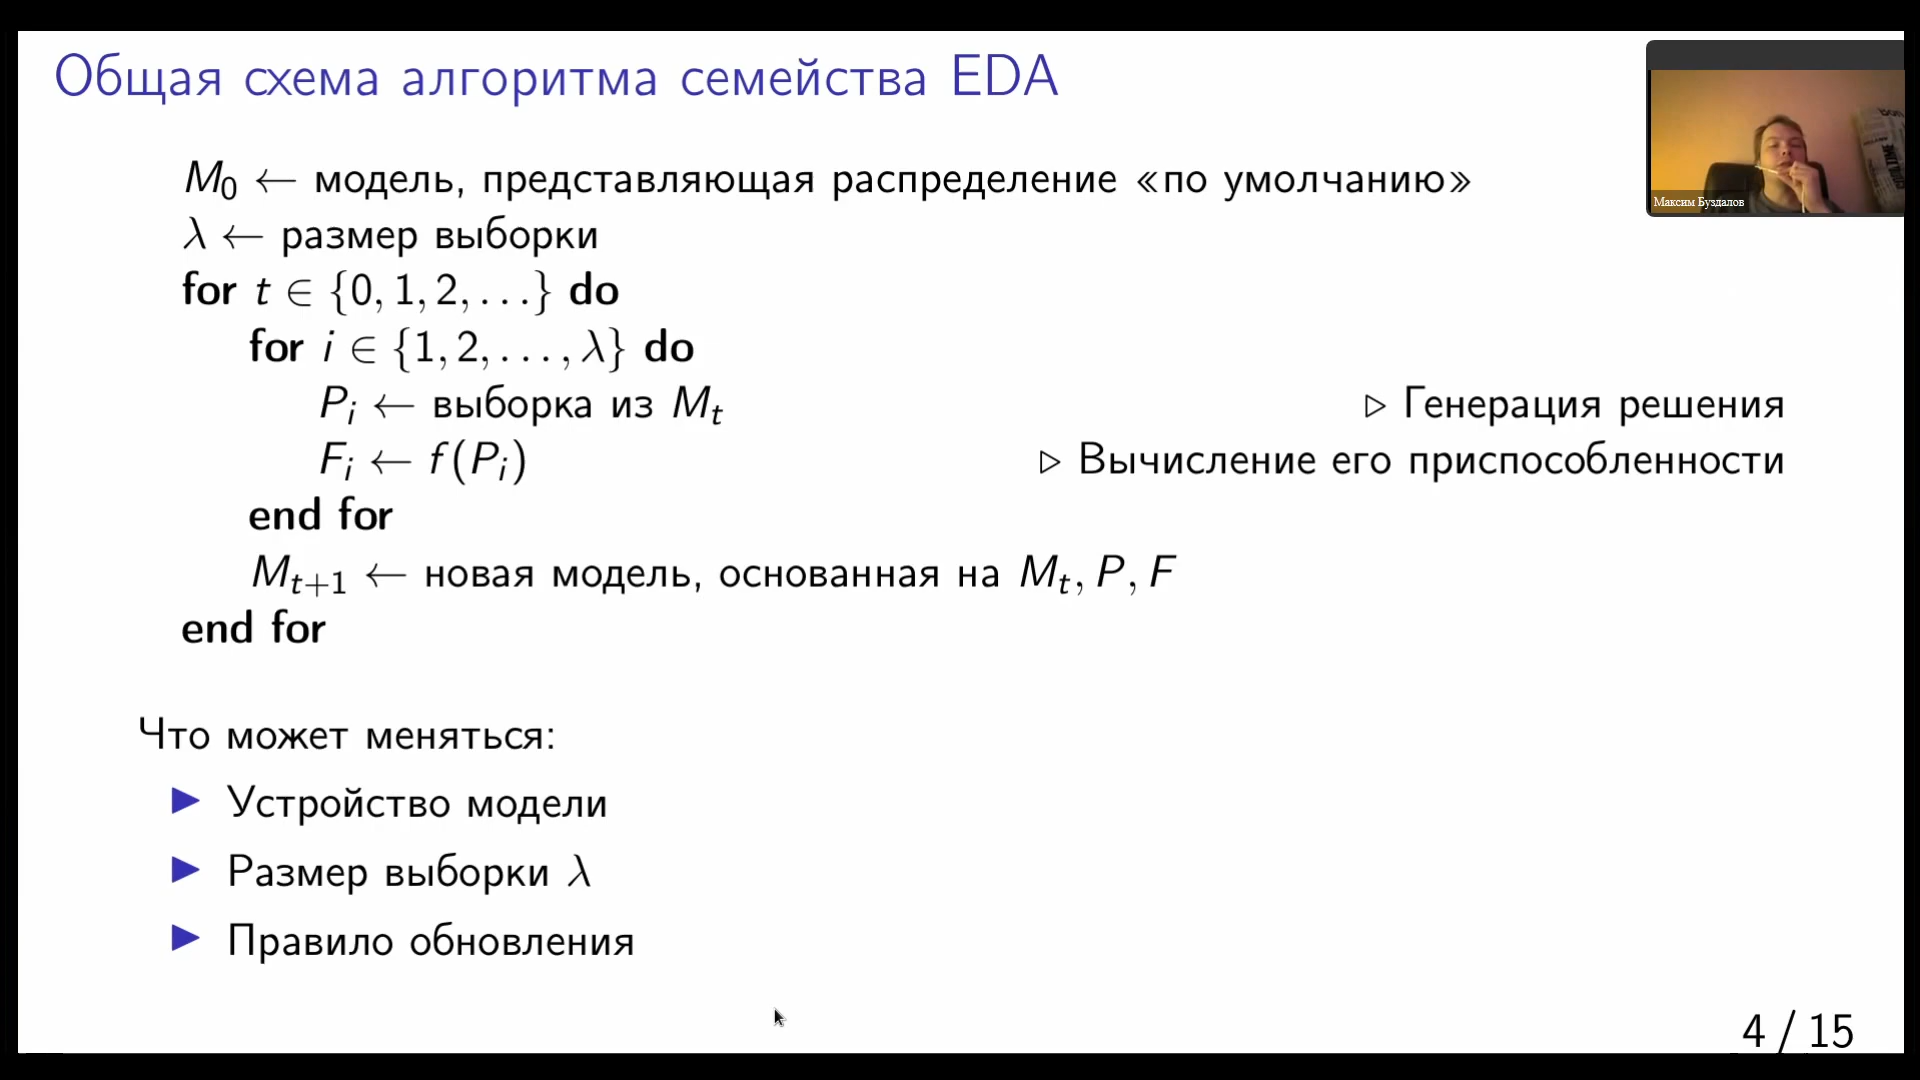 Общая схема алгоритма семейства EDA
M₀ ← модель, представляющая распределение «по умолчанию»
λ ← размер выборки
for t ∈ {0, 1, 2, . . .} do
for i ∈ {1, 2, . . . , λ} do
Pᵢ ← выборка из Mₜ ▷ Генерация решения
Fᵢ ← f(Pᵢ) ▷ Вычисление его приспособленности
end for
Mₜ₊₁ ← новая модель, основанная на Mₜ, P, F
end for
Что может меняться:
▶ Устройство модели
▶ Размер выборки λ
▶ Правило обновления
4 / 15
Максим Буздалов